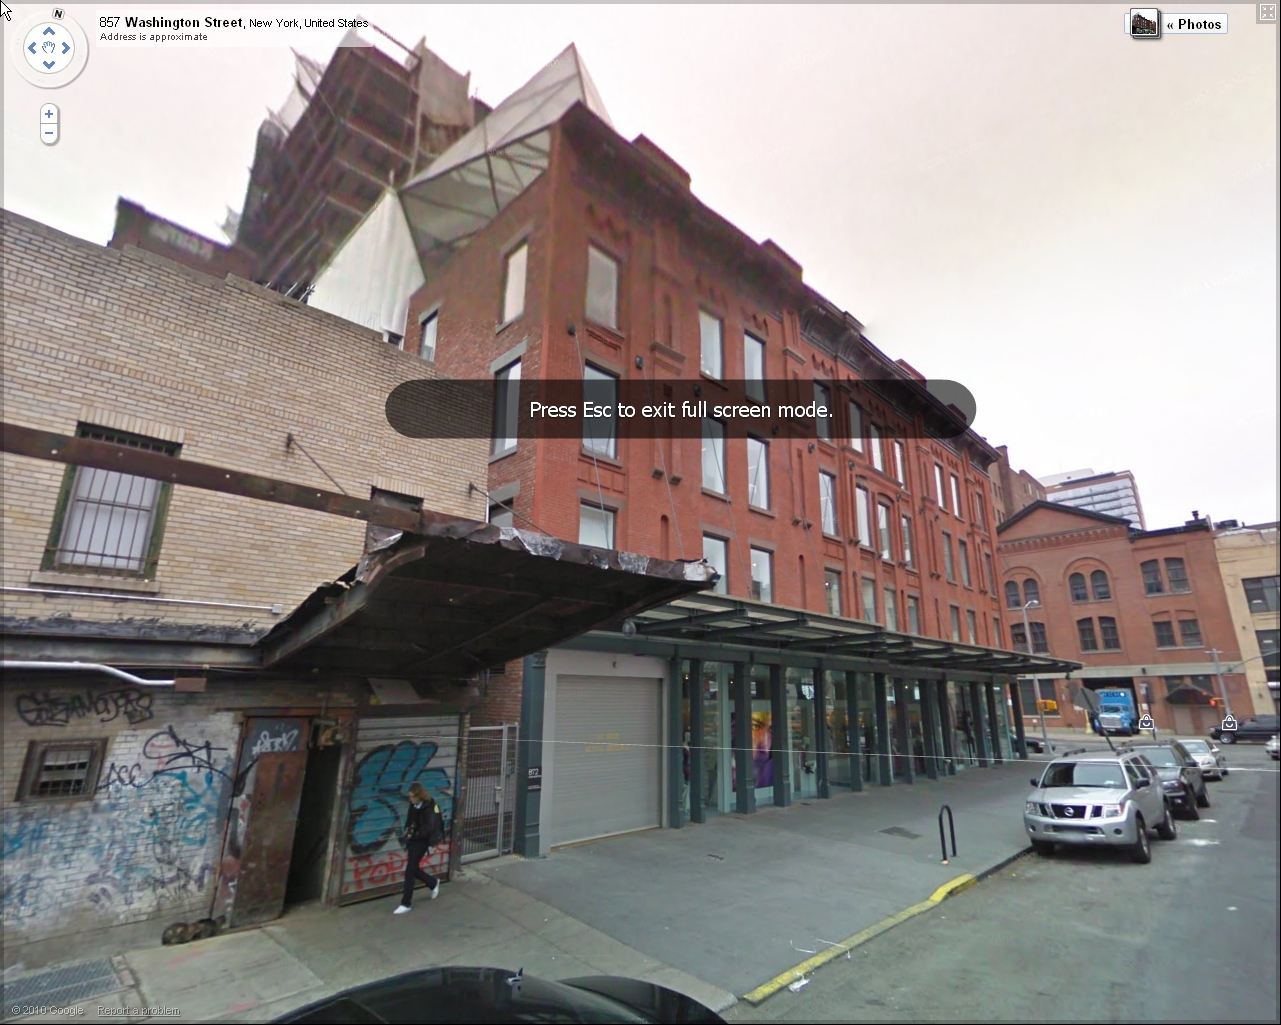 N
857 Washington Street, New York, United States
Address is approximate
« Photos
+
−
Press Esc to exit full screen mode.
872
© 2010 Google Report a problem